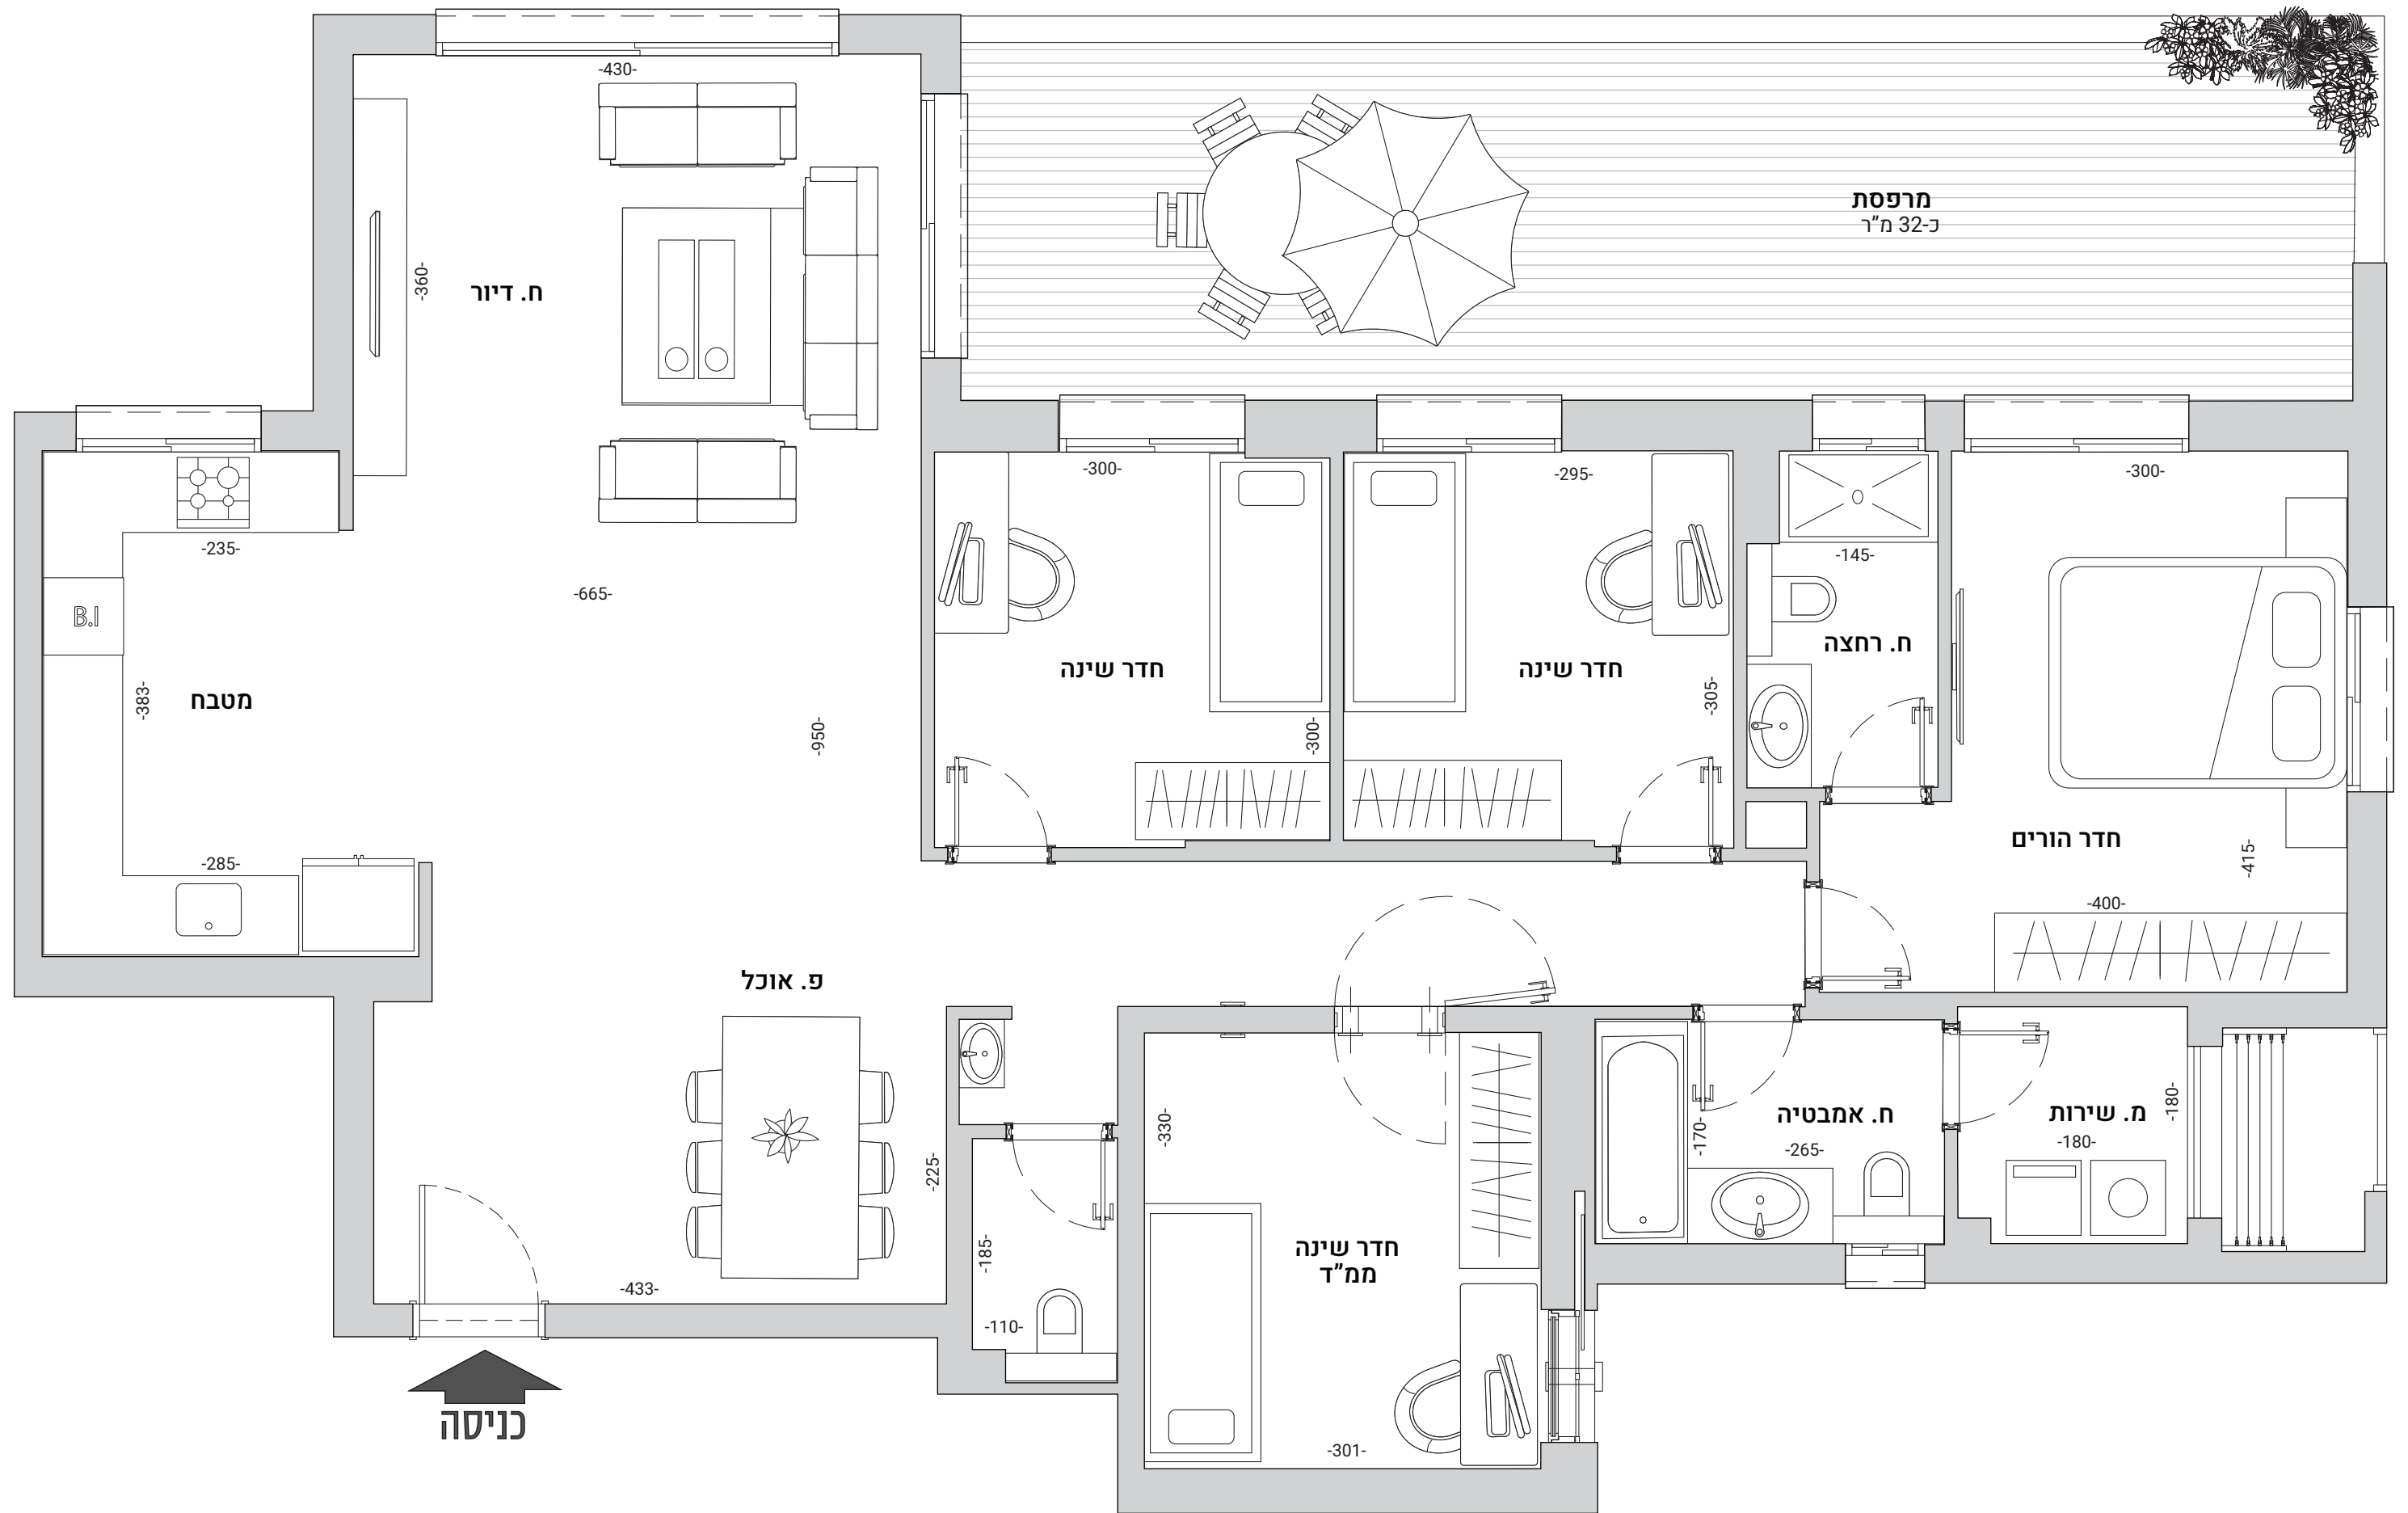 -430-
מרפסת
כ-32 מ”ר
-360-
ח. דיור
-300-
-295-
-300-
-235-
-145-
-665-
B.I
ח. רחצה
חדר שינה
חדר שינה
-383-
מטבח
-305-
-950-
-300-
חדר הורים
-415-
-285-
-400-
פ. אוכל
-330-
-180-
מ. שירות
ח. אמבטיה
-170-
-180-
-265-
-225-
-185-
חדר שינה
ממ”ד
-433-
-110-
כניסה
-301-